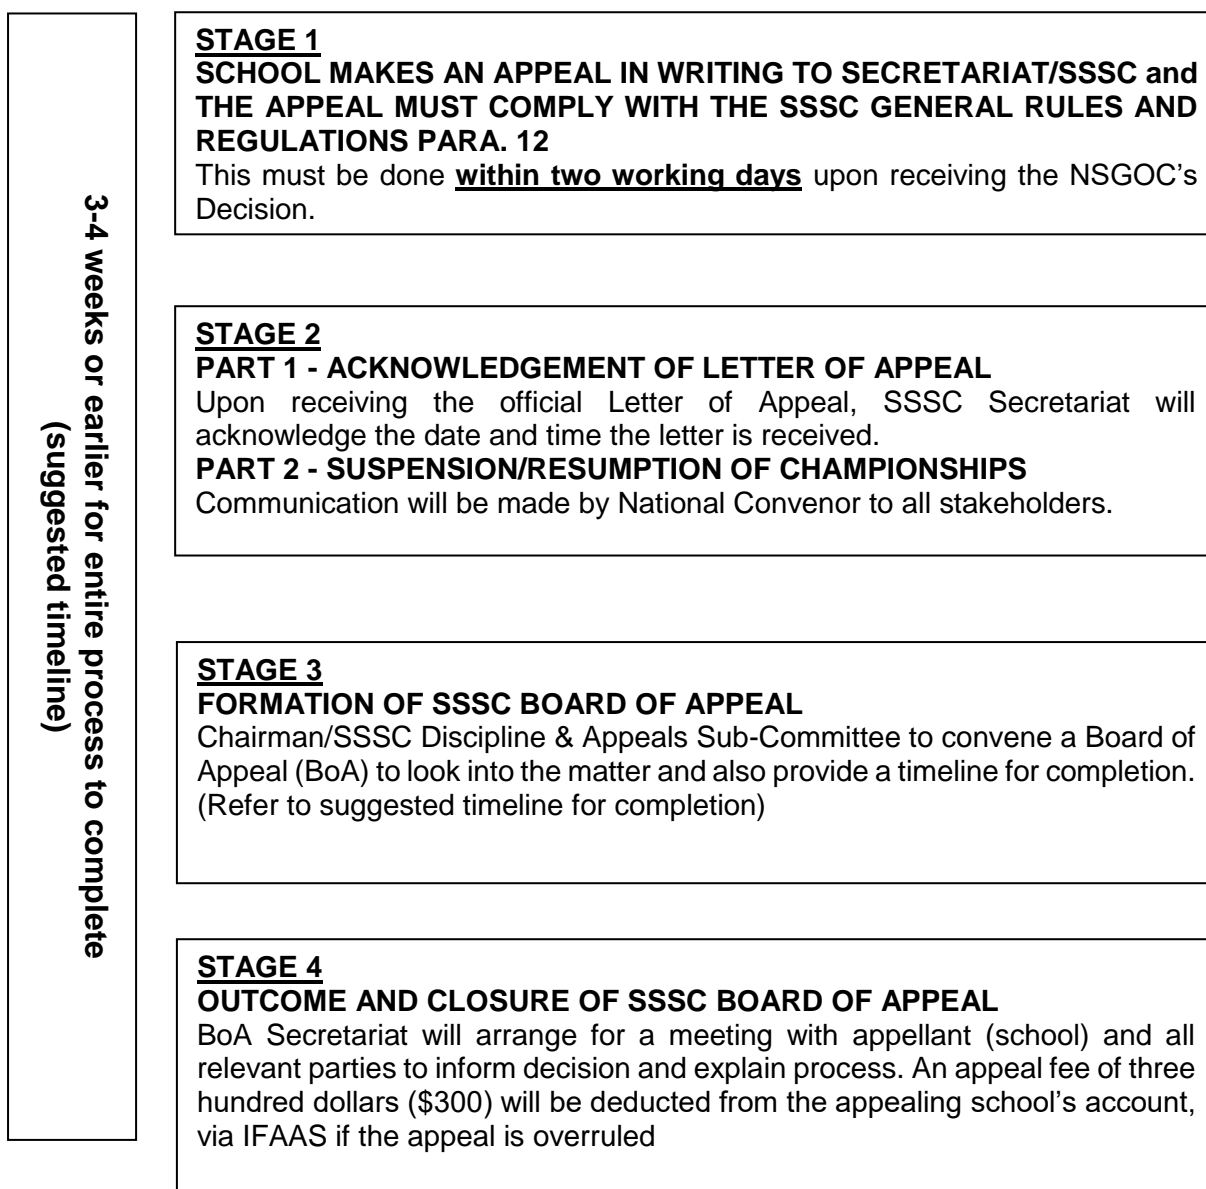 3-4 weeks or earlier for entire process to complete
(suggested timeline)
STAGE 1
SCHOOL MAKES AN APPEAL IN WRITING TO SECRETARIAT/SSSC and
THE APPEAL MUST COMPLY WITH THE SSSC GENERAL RULES AND
REGULATIONS PARA. 12
This must be done within two working days upon receiving the NSGOC’s
Decision.
STAGE 2
PART 1 - ACKNOWLEDGEMENT OF LETTER OF APPEAL
Upon receiving the official Letter of Appeal, SSSC Secretariat will
acknowledge the date and time the letter is received.
PART 2 - SUSPENSION/RESUMPTION OF CHAMPIONSHIPS
Communication will be made by National Convenor to all stakeholders.
STAGE 3
FORMATION OF SSSC BOARD OF APPEAL
Chairman/SSSC Discipline & Appeals Sub-Committee to convene a Board of
Appeal (BoA) to look into the matter and also provide a timeline for completion.
(Refer to suggested timeline for completion)
STAGE 4
OUTCOME AND CLOSURE OF SSSC BOARD OF APPEAL
BoA Secretariat will arrange for a meeting with appellant (school) and all
relevant parties to inform decision and explain process. An appeal fee of three
hundred dollars ($300) will be deducted from the appealing school’s account,
via IFAAS if the appeal is overruled